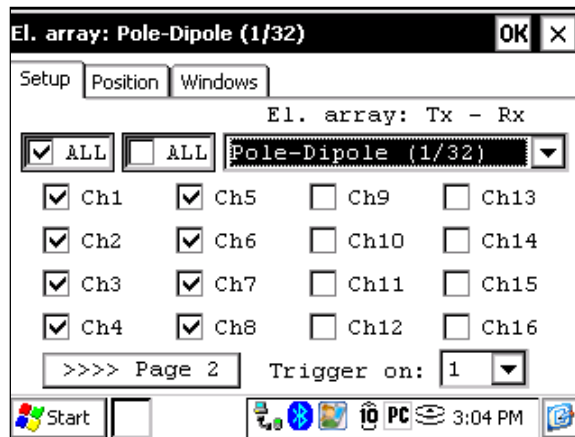 El. array: Pole-Dipole (1/32) OK
Setup Position Windows
El. array: Tx - Rx
ALL ALL Pole-Dipole (1/32)
Ch1 Ch5 Ch9 Ch13
Ch2 Ch6 Ch10 Ch14
Ch3 Ch7 Ch11 Ch15
Ch4 Ch8 Ch12 Ch16
>>>> Page 2 Trigger on: 1
Start PC 3:04 PM